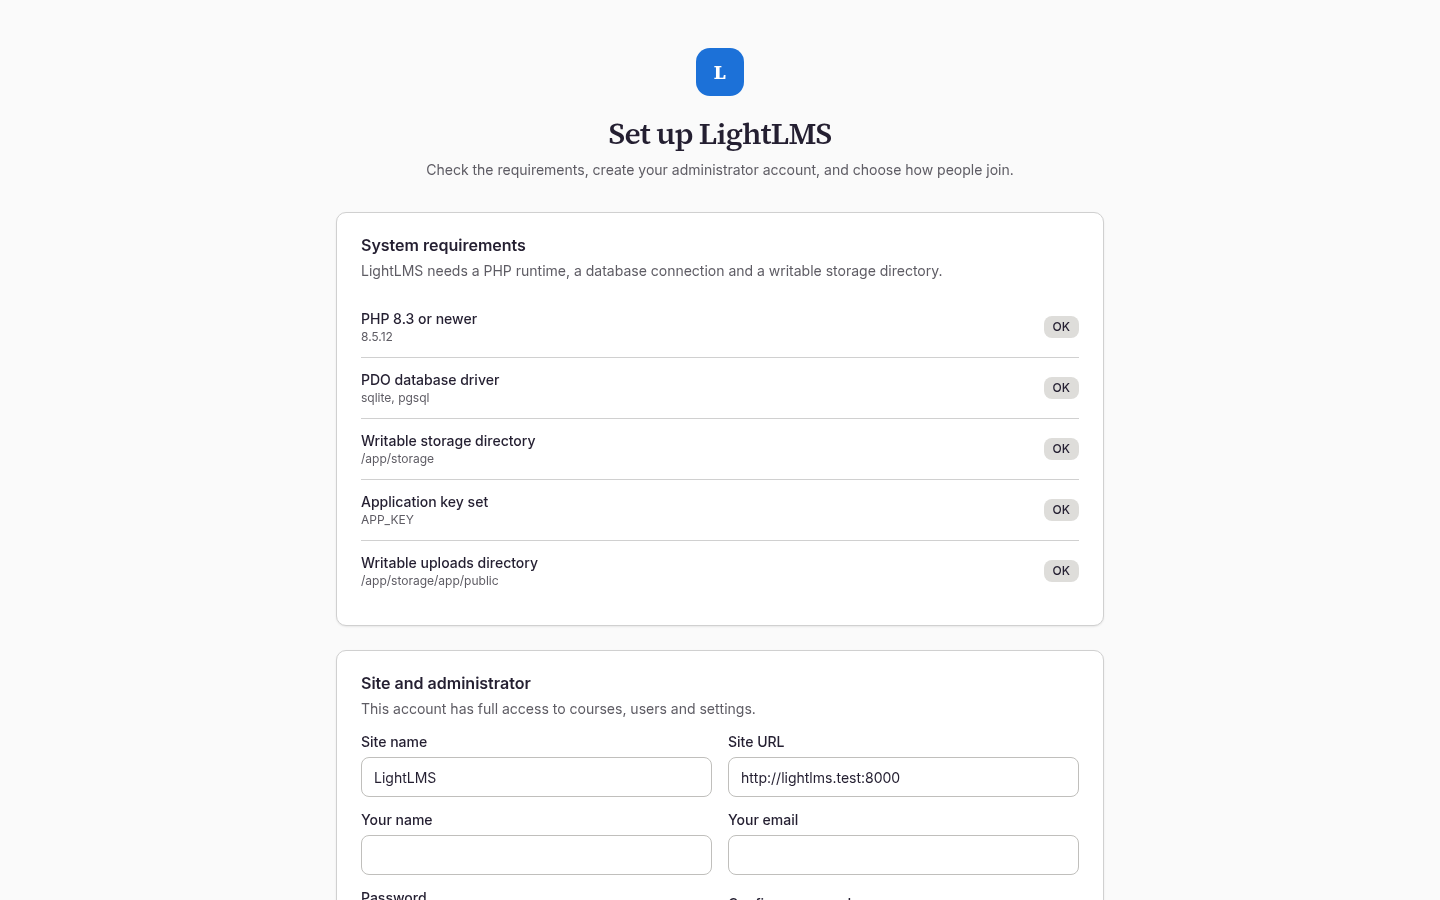 L
Set up LightLMS
Check the requirements, create your administrator account, and choose how people join.
System requirements
LightLMS needs a PHP runtime, a database connection and a writable storage directory.
PHP 8.3 or newer
8.5.12
OK
PDO database driver
sqlite, pgsql
OK
Writable storage directory
/app/storage
OK
Application key set
APP_KEY
OK
Writable uploads directory
/app/storage/app/public
OK
Site and administrator
This account has full access to courses, users and settings.
Site name
Site URL
LightLMS
http://lightlms.test:8000
Your name
Your email
Password